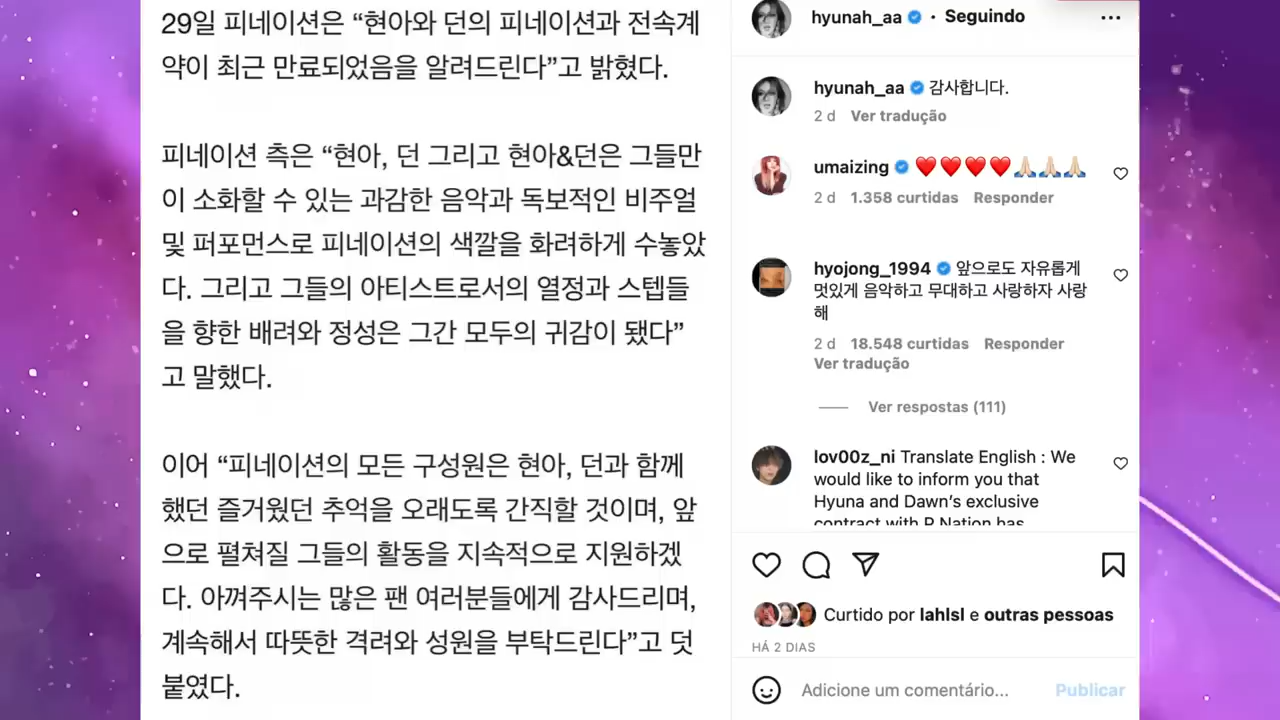 29일 피네이션은 “현아와 던의 피네이션과 전속계
약이 최근 만료되었음을 알려드린다”고 밝혔다.
피네이션 측은 “현아, 던 그리고 현아&던은 그들만
이 소화할 수 있는 과감한 음악과 독보적인 비주얼
및 퍼포먼스로 피네이션의 색깔을 화려하게 수놓았
다. 그리고 그들의 아티스트로서의 열정과 스텝들
을 향한 배려와 정성은 그간 모두의 귀감이 됐다”
고 말했다.
이어 “피네이션의 모든 구성원은 현아, 던과 함께
했던 즐거웠던 추억을 오래도록 간직할 것이며, 앞
으로 펼쳐질 그들의 활동을 지속적으로 지원하겠
다. 아껴주시는 많은 팬 여러분들에게 감사드리며,
계속해서 따뜻한 격려와 성원을 부탁드린다”고 덧
붙였다.
hyunah_aa • Seguindo
hyunah_aa 감사합니다.
2 d Ver tradução
umaizing ❤️❤️❤️❤️🙏🏻🙏🏻🙏🏻
2 d 1.358 curtidas Responder
hyojong_1994 앞으로도 자유롭게
멋있게 음악하고 무대하고 사랑하자 사랑
해
2 d 18.548 curtidas Responder
Ver tradução
Ver respostas (111)
lov00z_ni Translate English : We
would like to inform you that
Hyuna and Dawn’s exclusive
contract with P Nation has
Curtido por lahlsl e outras pessoas
HÁ 2 DIAS
Adicione um comentário... Publicar